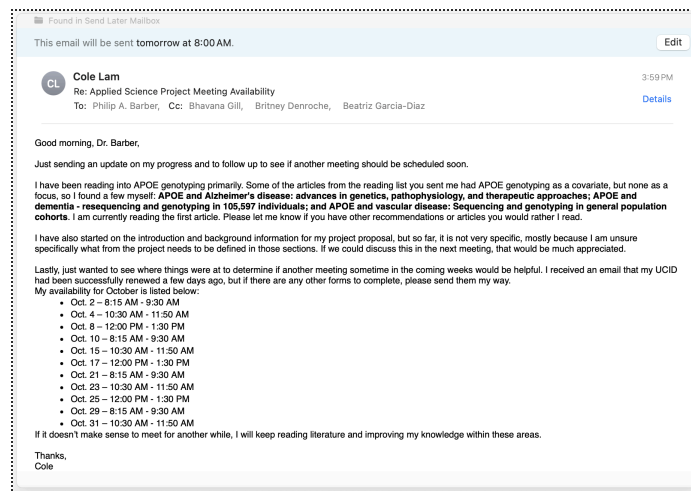 Found in Send Later Mailbox
This email will be sent tomorrow at 8:00 AM.
Edit
CL
Cole Lam
3:59 PM
Re: Applied Science Project Meeting Availability
Details
To: Philip A. Barber, Cc: Bhavana Gill, Britney Denroche, Beatriz Garcia-Diaz
Good morning, Dr. Barber,
Just sending an update on my progress and to follow up to see if another meeting should be scheduled soon.
I have been reading into APOE genotyping primarily. Some of the articles from the reading list you sent me had APOE genotyping as a covariate, but none as a
focus, so I found a few myself: APOE and Alzheimer's disease: advances in genetics, pathophysiology, and therapeutic approaches; APOE and
dementia - resequencing and genotyping in 105,597 individuals; and APOE and vascular disease: Sequencing and genotyping in general population
cohorts. I am currently reading the first article. Please let me know if you have other recommendations or articles you would rather I read.
I have also started on the introduction and background information for my project proposal, but so far, it is not very specific, mostly because I am unsure
specifically what from the project needs to be defined in those sections. If we could discuss this in the next meeting, that would be much appreciated.
Lastly, just wanted to see where things were at to determine if another meeting sometime in the coming weeks would be helpful. I received an email that my UCID
had been successfully renewed a few days ago, but if there are any other forms to complete, please send them my way.
My availability for October is listed below:
• Oct. 2 – 8:15 AM - 9:30 AM
• Oct. 4 – 10:30 AM - 11:50 AM
• Oct. 8 – 12:00 PM - 1:30 PM
• Oct. 10 – 8:15 AM - 9:30 AM
• Oct. 15 – 10:30 AM - 11:50 AM
• Oct. 17 – 12:00 PM - 1:30 PM
• Oct. 21 – 8:15 AM - 9:30 AM
• Oct. 23 – 10:30 AM - 11:50 AM
• Oct. 25 – 12:00 PM - 1:30 PM
• Oct. 29 – 8:15 AM - 9:30 AM
• Oct. 31 – 10:30 AM - 11:50 AM
If it doesn't make sense to meet for another while, I will keep reading literature and improving my knowledge within these areas.
Thanks,
Cole